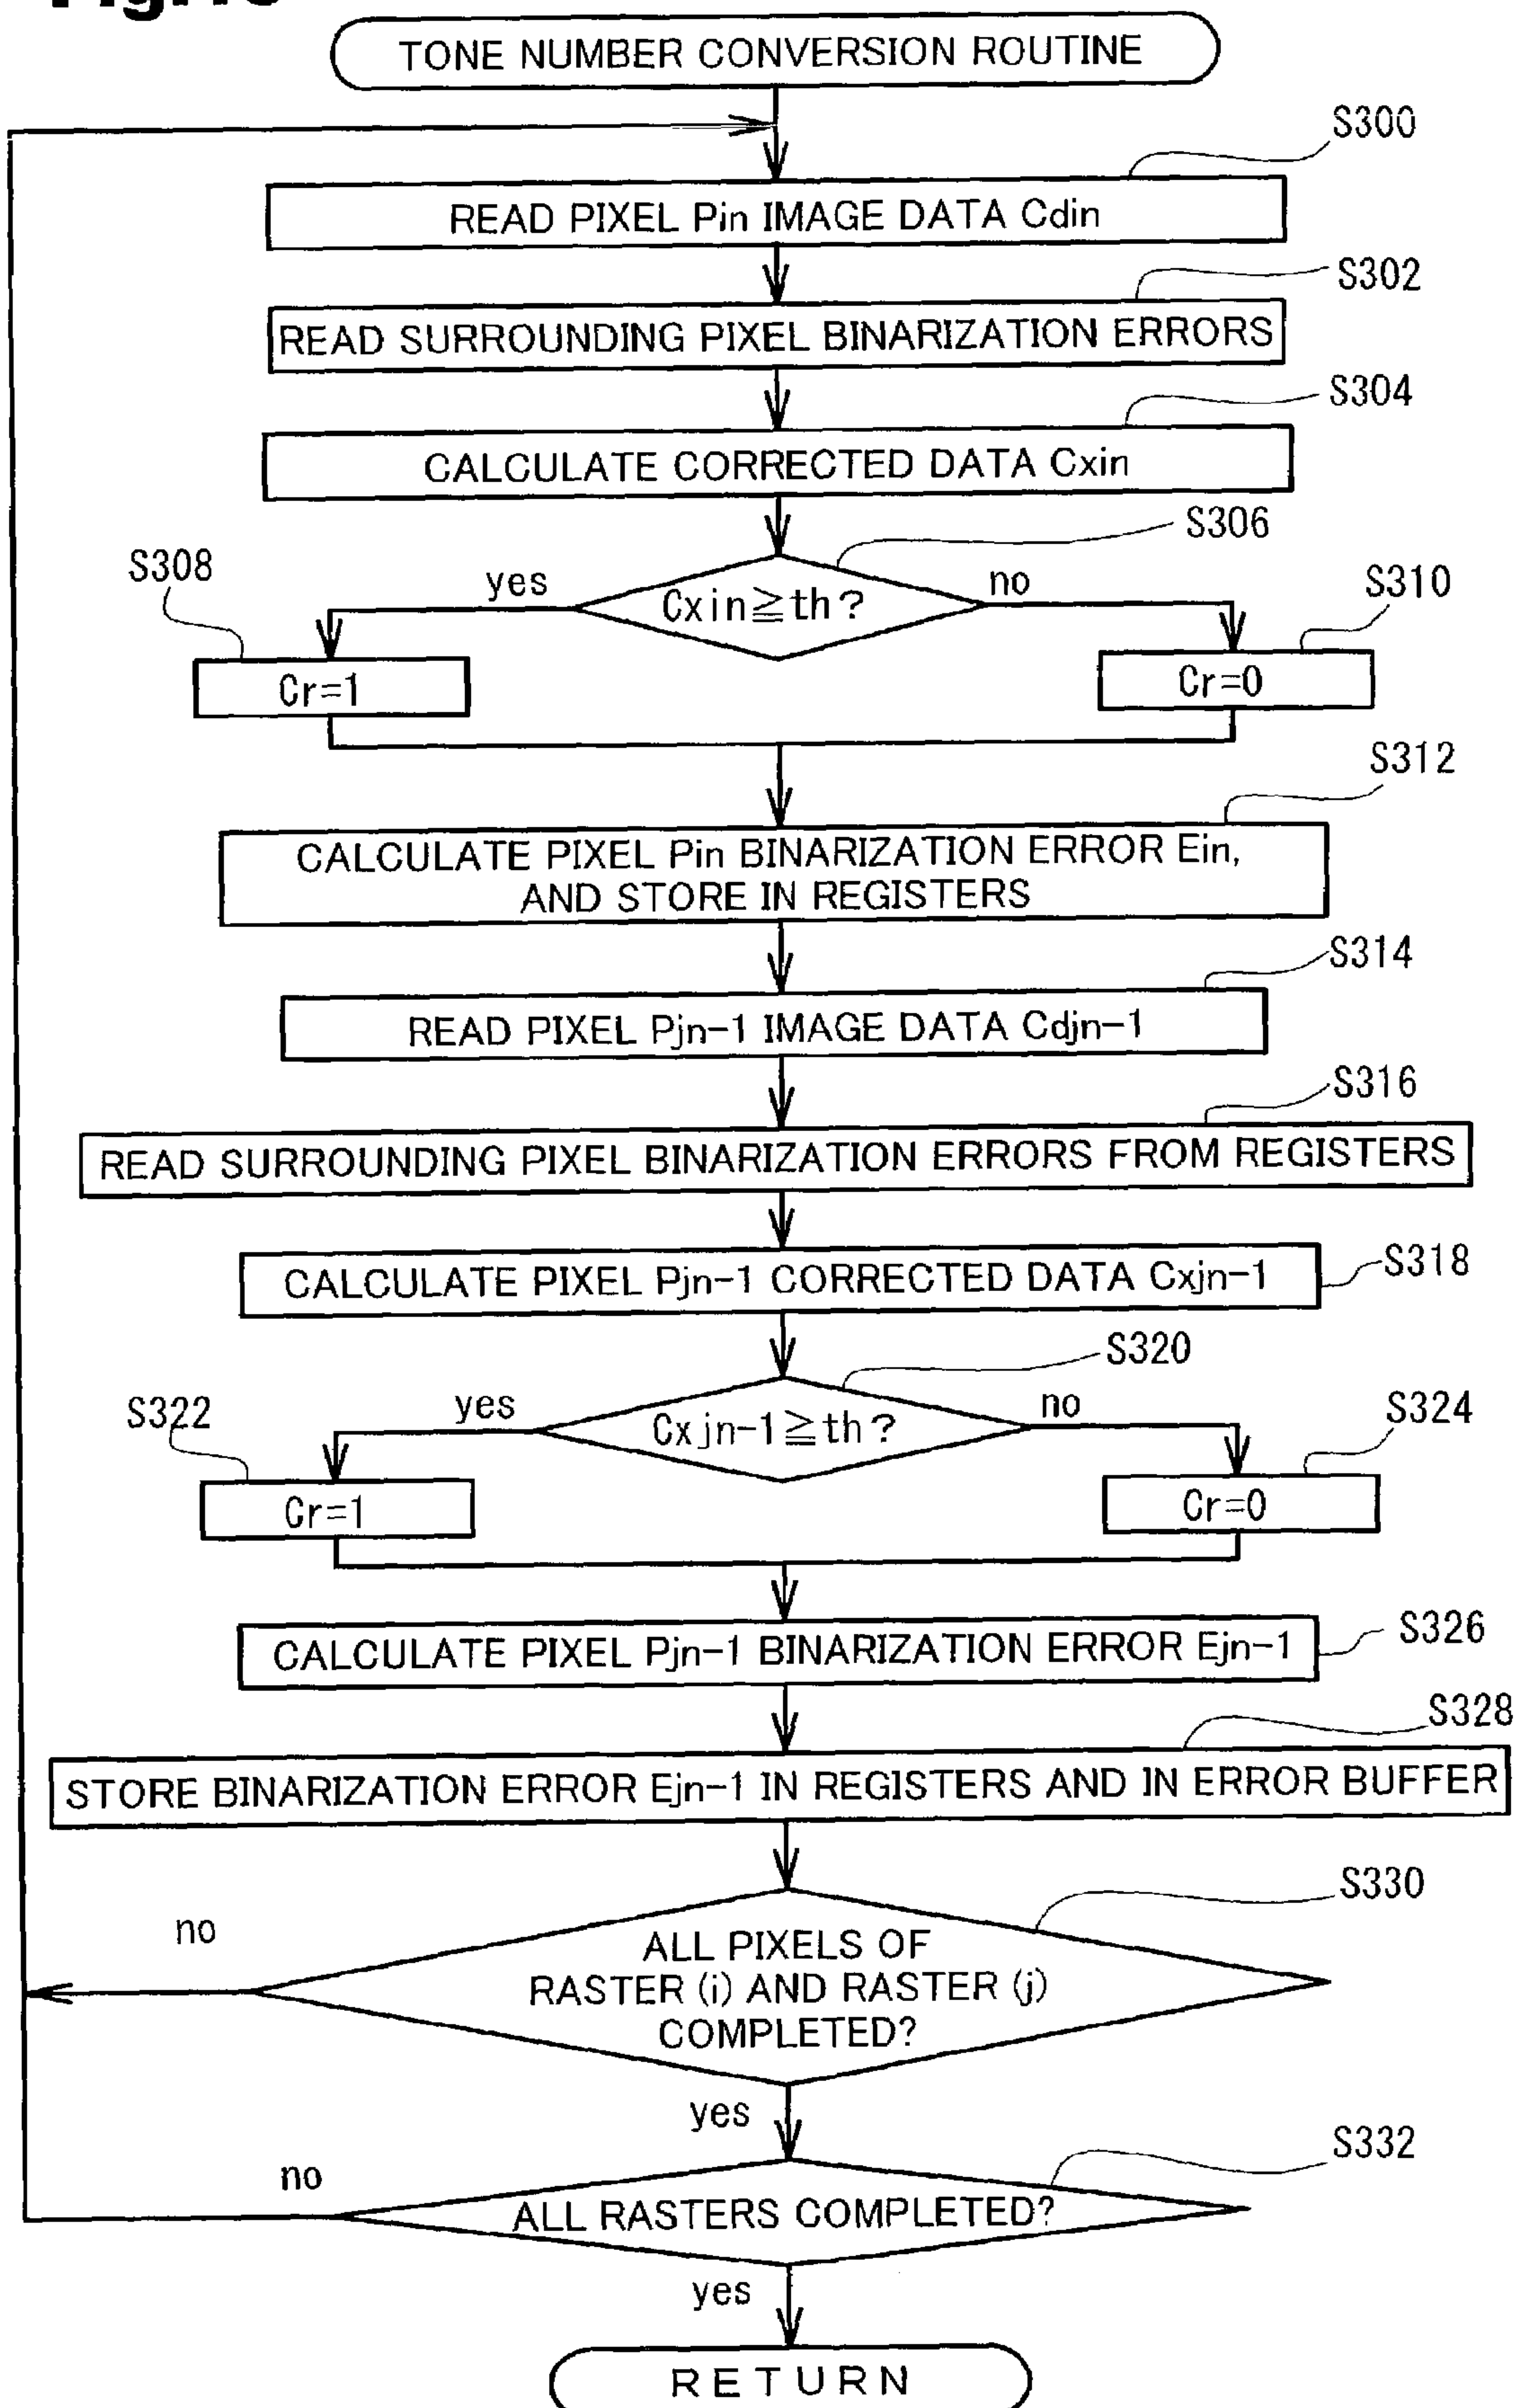 TONE NUMBER CONVERSION ROUTINE
S300
READ PIXEL Pin IMAGE DATA Cdin
S302
READ SURROUNDING PIXEL BINARIZATION ERRORS
S304
CALCULATE CORRECTED DATA Cxin
S306
S308
yes
Cxin≧th?
no
S310
Cr=1
Cr=0
S312
CALCULATE PIXEL Pin BINARIZATION ERROR Ein,
AND STORE IN REGISTERS
S314
READ PIXEL Pjn-1 IMAGE DATA Cdjn-1
S316
READ SURROUNDING PIXEL BINARIZATION ERRORS FROM REGISTERS
S318
CALCULATE PIXEL Pjn-1 CORRECTED DATA Cxjn-1
S320
S322
yes
Cxjn-1≧th?
no
S324
Cr=1
Cr=0
CALCULATE PIXEL Pjn-1 BINARIZATION ERROR Ejn-1
S326
S328
STORE BINARIZATION ERROR Ejn-1 IN REGISTERS AND IN ERROR BUFFER
S330
no
ALL PIXELS OF
RASTER (i) AND RASTER (j)
COMPLETED?
yes
S332
no
ALL RASTERS COMPLETED?
yes
RETURN